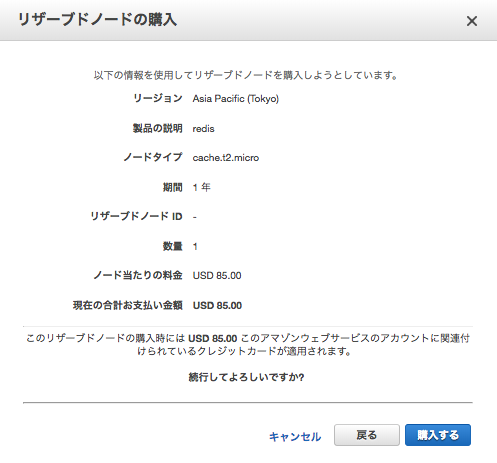 リザーブドノードの購入
以下の情報を使用してリザーブドノードを購入しようとしています。
リージョン Asia Pacific (Tokyo)
製品の説明 redis
ノードタイプ cache.t2.micro
期間 1 年
リザーブドノード ID -
数量 1
ノード当たりの料金 USD 85.00
現在の合計お支払い金額 USD 85.00
このリザーブドノードの購入時には USD 85.00 このアマゾンウェブサービスのアカウントに関連付
けられているクレジットカードが適用されます。
続行してよろしいですか?
キャンセル 戻る 購入する